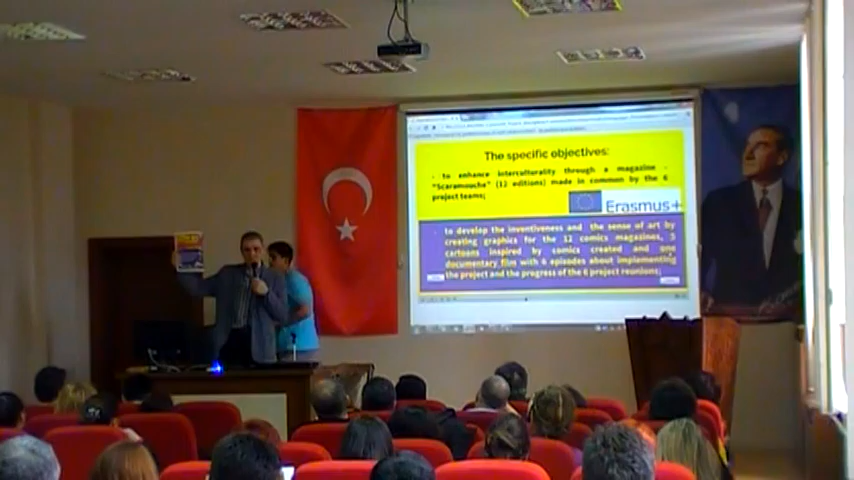 The specific objectives:
- to enhance interculturality through a magazine -
"Scaramouche" (12 editions) made in common by the 6
project teams;
Erasmus+
- to develop the inventiveness and the sense of art by
creating graphics for the 12 comics magazines, 5
cartoons inspired by comics created and one
documentary film with 6 episodes about implementing
the project and the progress of the 6 project reunions;